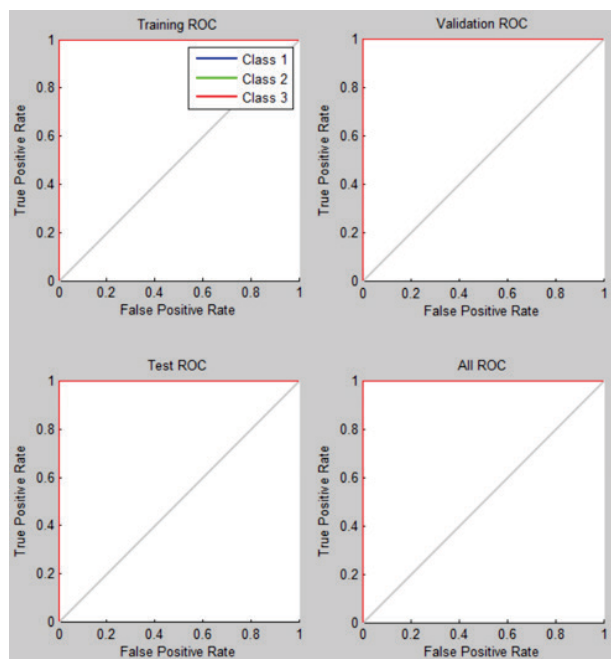 Training ROC
Class 1
Class 2
Class 3
True Positive Rate
1
0.8
0.6
0.4
0.2
0
0 0.2 0.4 0.6 0.8 1
False Positive Rate
Validation ROC
True Positive Rate
1
0.8
0.6
0.4
0.2
0
0 0.2 0.4 0.6 0.8 1
False Positive Rate
Test ROC
True Positive Rate
1
0.8
0.6
0.4
0.2
0
0 0.2 0.4 0.6 0.8 1
False Positive Rate
All ROC
True Positive Rate
1
0.8
0.6
0.4
0.2
0
0 0.2 0.4 0.6 0.8 1
False Positive Rate